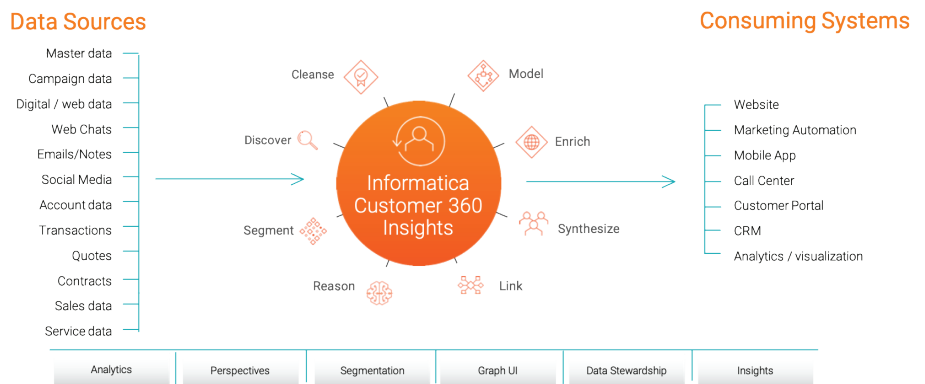 Data Sources
Master data
Campaign data
Digital / web data
Web Chats
Emails/Notes
Social Media
Account data
Transactions
Quotes
Contracts
Sales data
Service data
Cleanse
Model
Discover
Enrich
Informatica
Customer 360
Insights
Segment
Synthesize
Reason
Link
Consuming Systems
Website
Marketing Automation
Mobile App
Call Center
Customer Portal
CRM
Analytics / visualization
Analytics
Perspectives
Segmentation
Graph UI
Data Stewardship
Insights